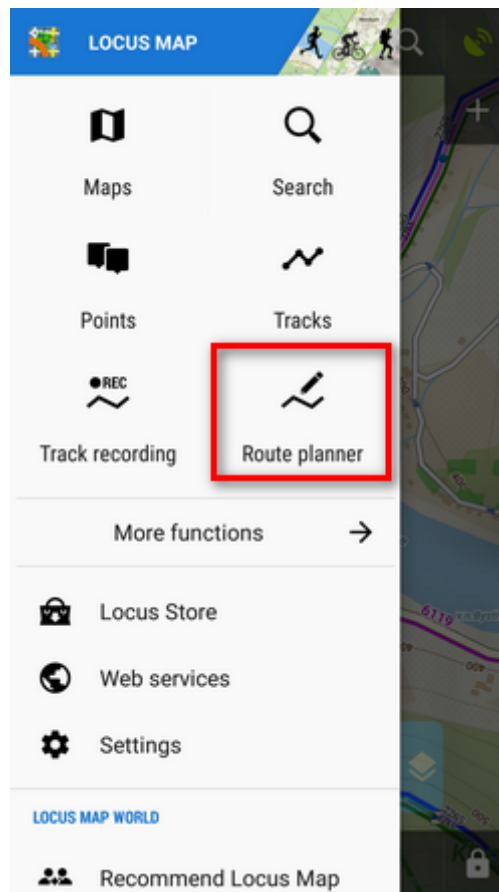 LOCUS MAP
Maps
Search
Points
Tracks
REC
Track recording
Route planner
More functions
Locus Store
Web services
Settings
LOCUS MAP WORLD
Recommend Locus Map
6119